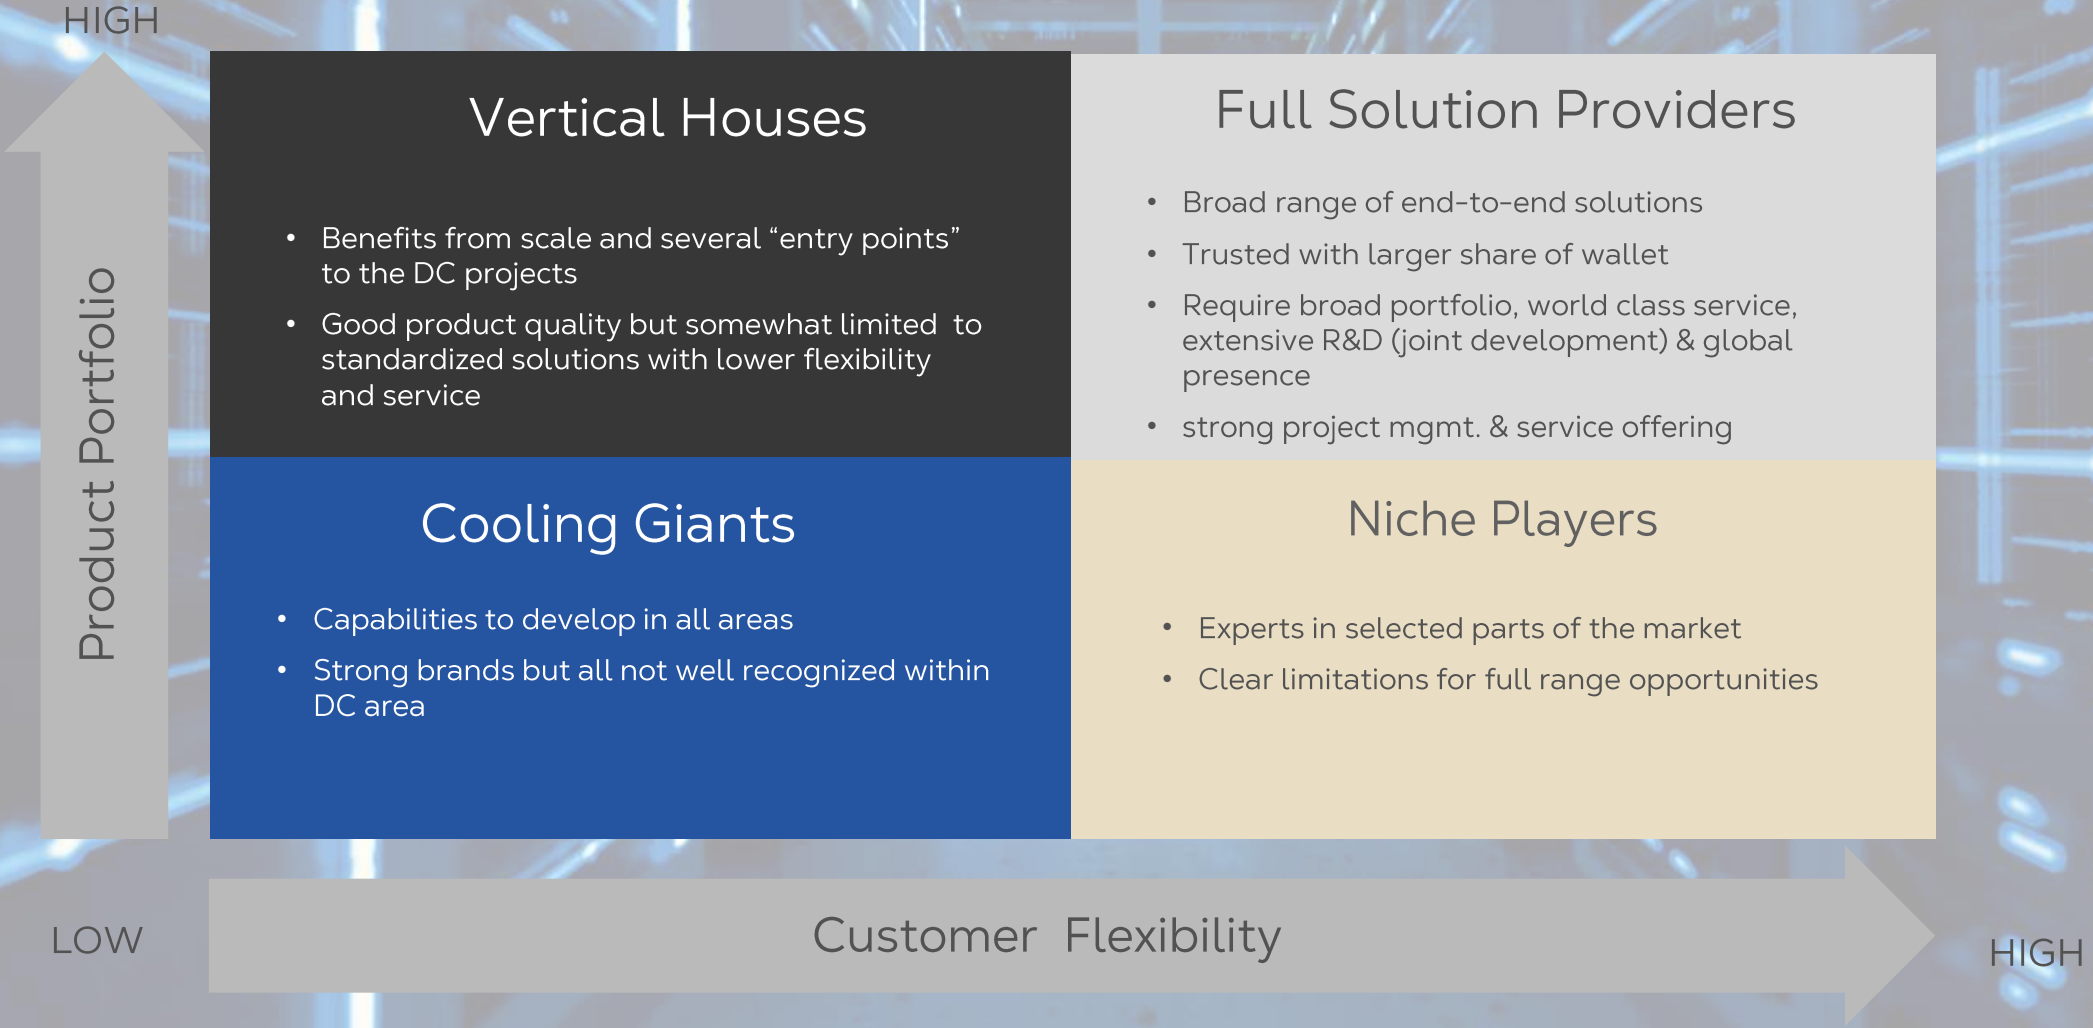 HIGH
Product Portfolio
Vertical Houses
• Benefits from scale and several “entry points”
to the DC projects
• Good product quality but somewhat limited  to
standardized solutions with lower flexibility
and service
Full Solution Providers
• Broad range of end-to-end solutions
• Trusted with larger share of wallet
• Require broad portfolio, world class service,
extensive R&D (joint development) & global
presence
• strong project mgmt. & service offering
Cooling Giants
• Capabilities to develop in all areas
• Strong brands but all not well recognized within
DC area
Niche Players
• Experts in selected parts of the market
• Clear limitations for full range opportunities
LOW
Customer  Flexibility
HIGH